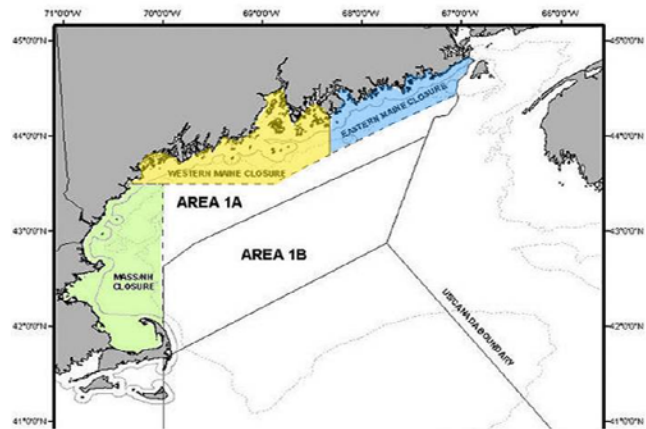 71°0'0"W 70°0'0"W 68°0'0"W 67°0'0"W 66°0'0"W
45°0'0"N 45°0'0"N
EASTERN MAINE CLOSURE
44°0'0"N 44°0'0"N
WESTERN MAINE CLOSURE
AREA 1A
43°0'0"N 43°0'0"N
AREA 1B
MASS/NH
CLOSURE
US/CANADA BOUNDARY
42°0'0"N 42°0'0"N
41°0'0"N 41°0'0"N